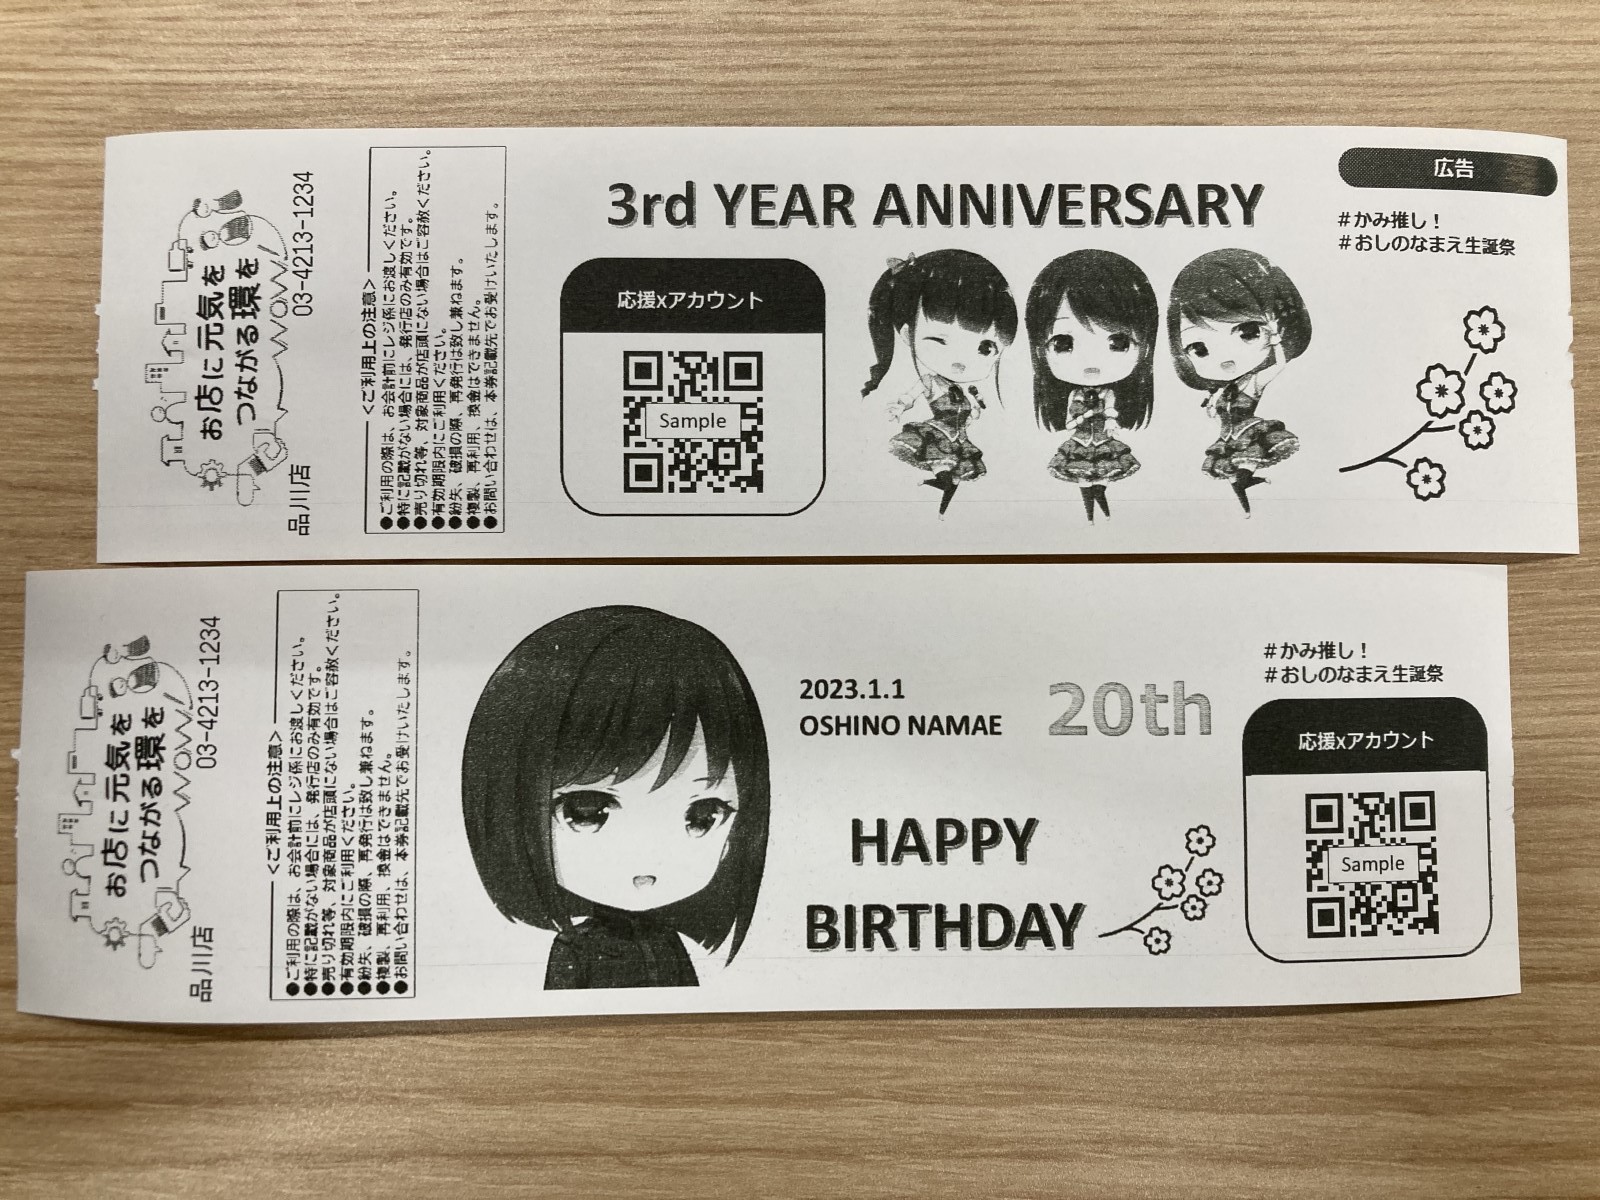 お店に元気を
つながる環を
WOW!
品川店
03-4213-1234
<ご利用上の注意>
●ご利用の際は、お会計前にレジ係にお渡しください。
●特に記載がない場合には、発行店のみ有効です。
●売り切れ等、対象商品が店頭にない場合はご容赦ください。
●有効期限内にご利用ください。
●紛失、破損の際、再発行は致し兼ねます。
●複製、再利用、換金はできません。
●お問い合わせは、本券記載先でお受けいたします。
3rd YEAR ANNIVERSARY
応援xアカウント
Sample
広告
#かみ推し!
#おしのなまえ生誕祭
お店に元気を
つながる環を
WOW!
品川店
03-4213-1234
<ご利用上の注意>
●ご利用の際は、お会計前にレジ係にお渡しください。
●特に記載がない場合には、発行店のみ有効です。
●売り切れ等、対象商品が店頭にない場合はご容赦ください。
●有効期限内にご利用ください。
●紛失、破損の際、再発行は致し兼ねます。
●複製、再利用、換金はできません。
●お問い合わせは、本券記載先でお受けいたします。
2023.1.1
OSHINO NAMAE
20th
HAPPY
BIRTHDAY
#かみ推し!
#おしのなまえ生誕祭
応援xアカウント
Sample